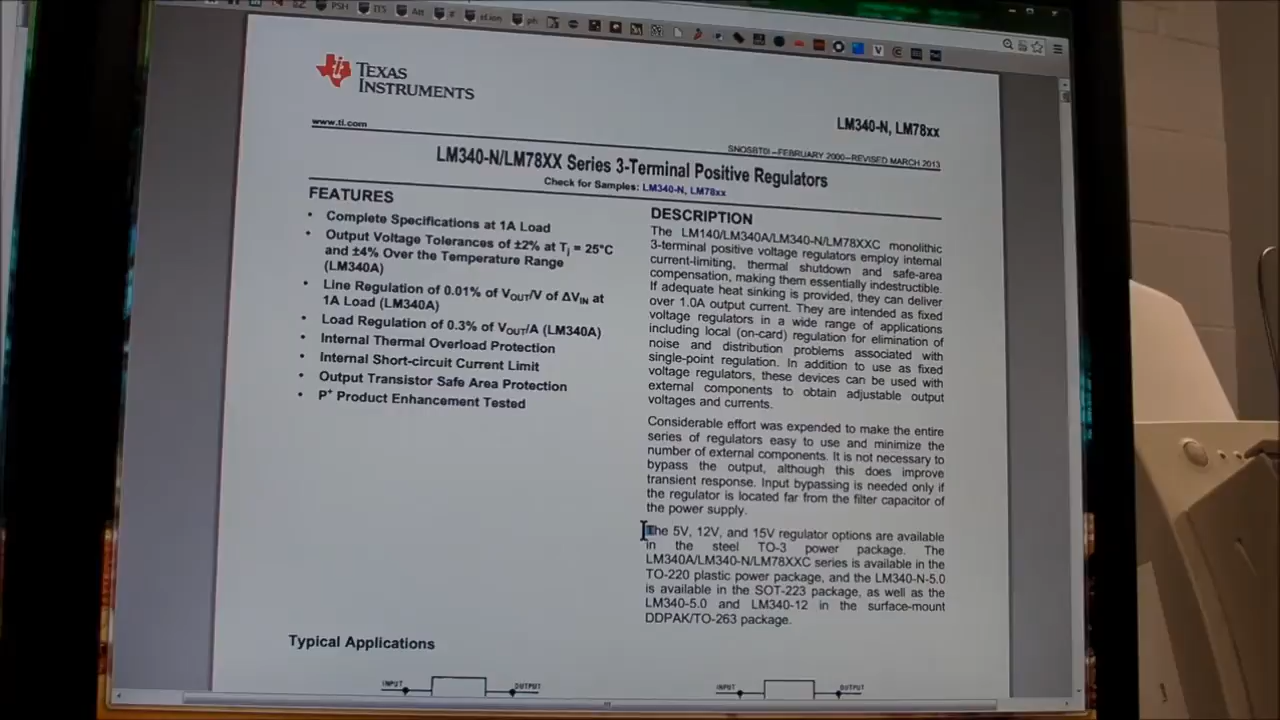 PSH
ITS
ph
TEXAS
INSTRUMENTS
LM340-N, LM78xx
www.ti.com
SNOSBT0I –FEBRUARY 2000–REVISED MARCH 2013
LM340-N/LM78XX Series 3-Terminal Positive Regulators
Check for Samples: LM340-N, LM78xx
FEATURES
• Complete Specifications at 1A Load
• Output Voltage Tolerances of ±2% at Tj = 25°C
and ±4% Over the Temperature Range
(LM340A)
• Line Regulation of 0.01% of VOUT/V of ΔVIN at
1A Load (LM340A)
• Load Regulation of 0.3% of VOUT/A (LM340A)
• Internal Thermal Overload Protection
• Internal Short-circuit Current Limit
• Output Transistor Safe Area Protection
• P+ Product Enhancement Tested
DESCRIPTION
The LM140/LM340A/LM340-N/LM78XXC monolithic
3-terminal positive voltage regulators employ internal
current-limiting, thermal shutdown and safe-area
compensation, making them essentially indestructible.
If adequate heat sinking is provided, they can deliver
over 1.0A output current. They are intended as fixed
voltage regulators in a wide range of applications
including local (on-card) regulation for elimination of
noise and distribution problems associated with
single-point regulation. In addition to use as fixed
voltage regulators, these devices can be used with
external components to obtain adjustable output
voltages and currents.
Considerable effort was expended to make the entire
series of regulators easy to use and minimize the
number of external components. It is not necessary to
bypass the output, although this does improve
transient response. Input bypassing is needed only if
the regulator is located far from the filter capacitor of
the power supply.
The 5V, 12V, and 15V regulator options are available
in the steel TO-3 power package. The
LM340A/LM340-N/LM78XXC series is available in the
TO-220 plastic power package, and the LM340-N-5.0
is available in the SOT-223 package, as well as the
LM340-5.0 and LM340-12 in the surface-mount
DDPAK/TO-263 package.
Typical Applications
INPUT OUTPUT
INPUT OUTPUT